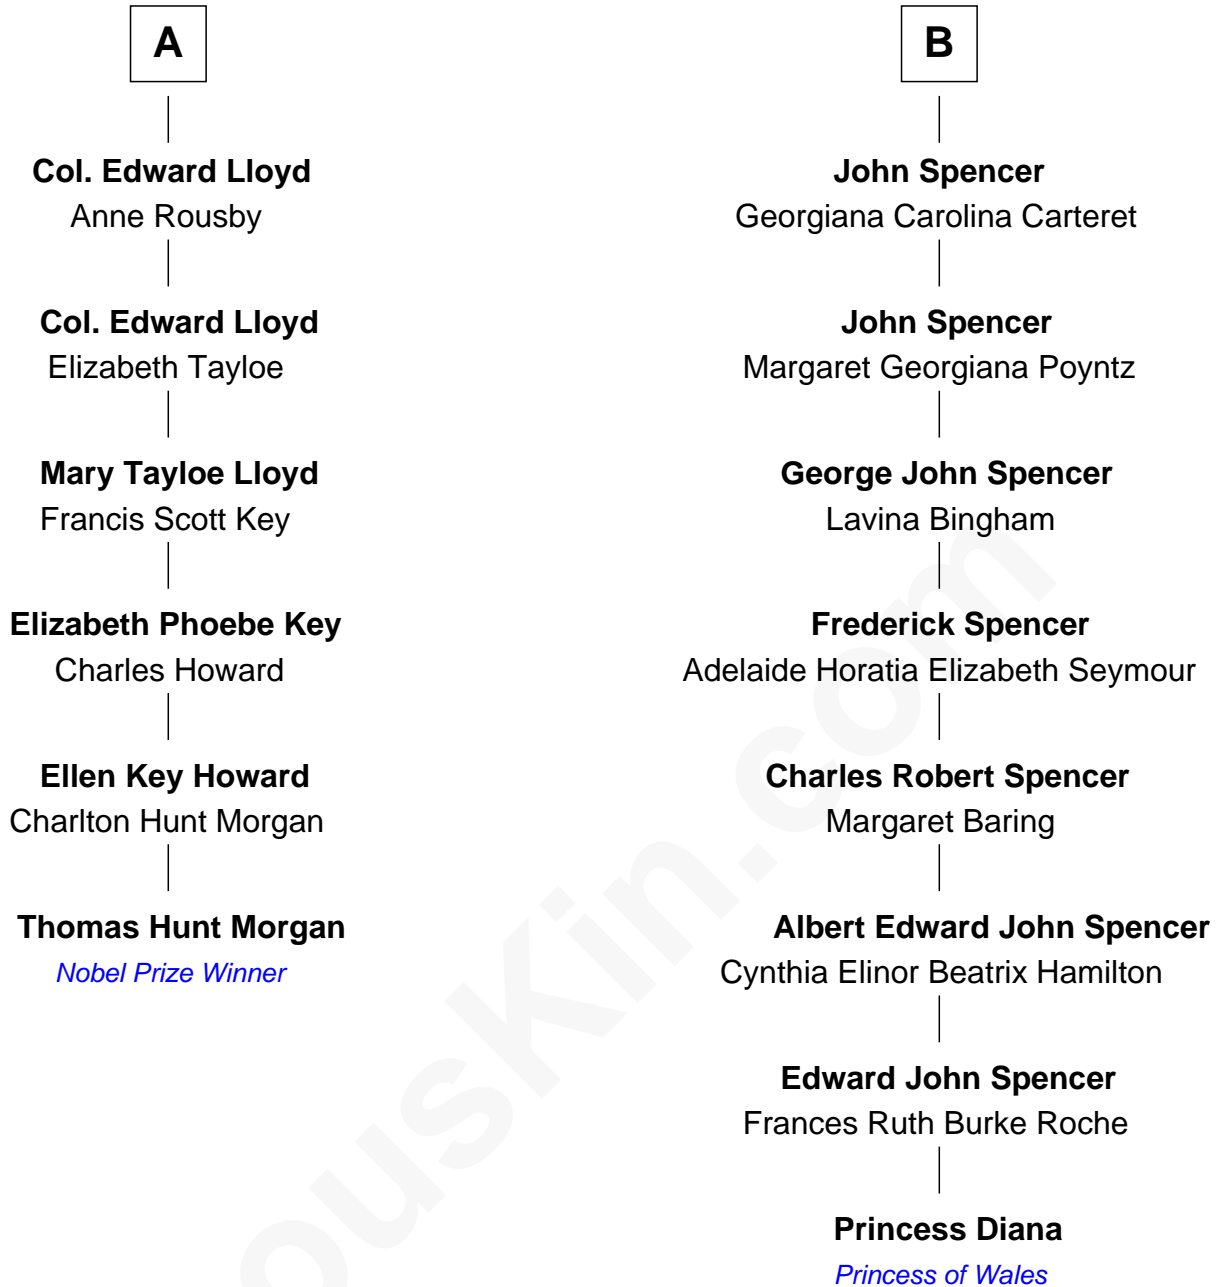 A
Col. Edward Lloyd
Anne Rousby
Col. Edward Lloyd
Elizabeth Tayloe
Mary Tayloe Lloyd
Francis Scott Key
Elizabeth Phoebe Key
Charles Howard
Ellen Key Howard
Charlton Hunt Morgan
Thomas Hunt Morgan
Nobel Prize Winner
B
John Spencer
Georgiana Carolina Carteret
John Spencer
Margaret Georgiana Poyntz
George John Spencer
Lavina Bingham
Frederick Spencer
Adelaide Horatia Elizabeth Seymour
Charles Robert Spencer
Margaret Baring
Albert Edward John Spencer
Cynthia Elinor Beatrix Hamilton
Edward John Spencer
Frances Ruth Burke Roche
Princess Diana
Princess of Wales
ousKin.com